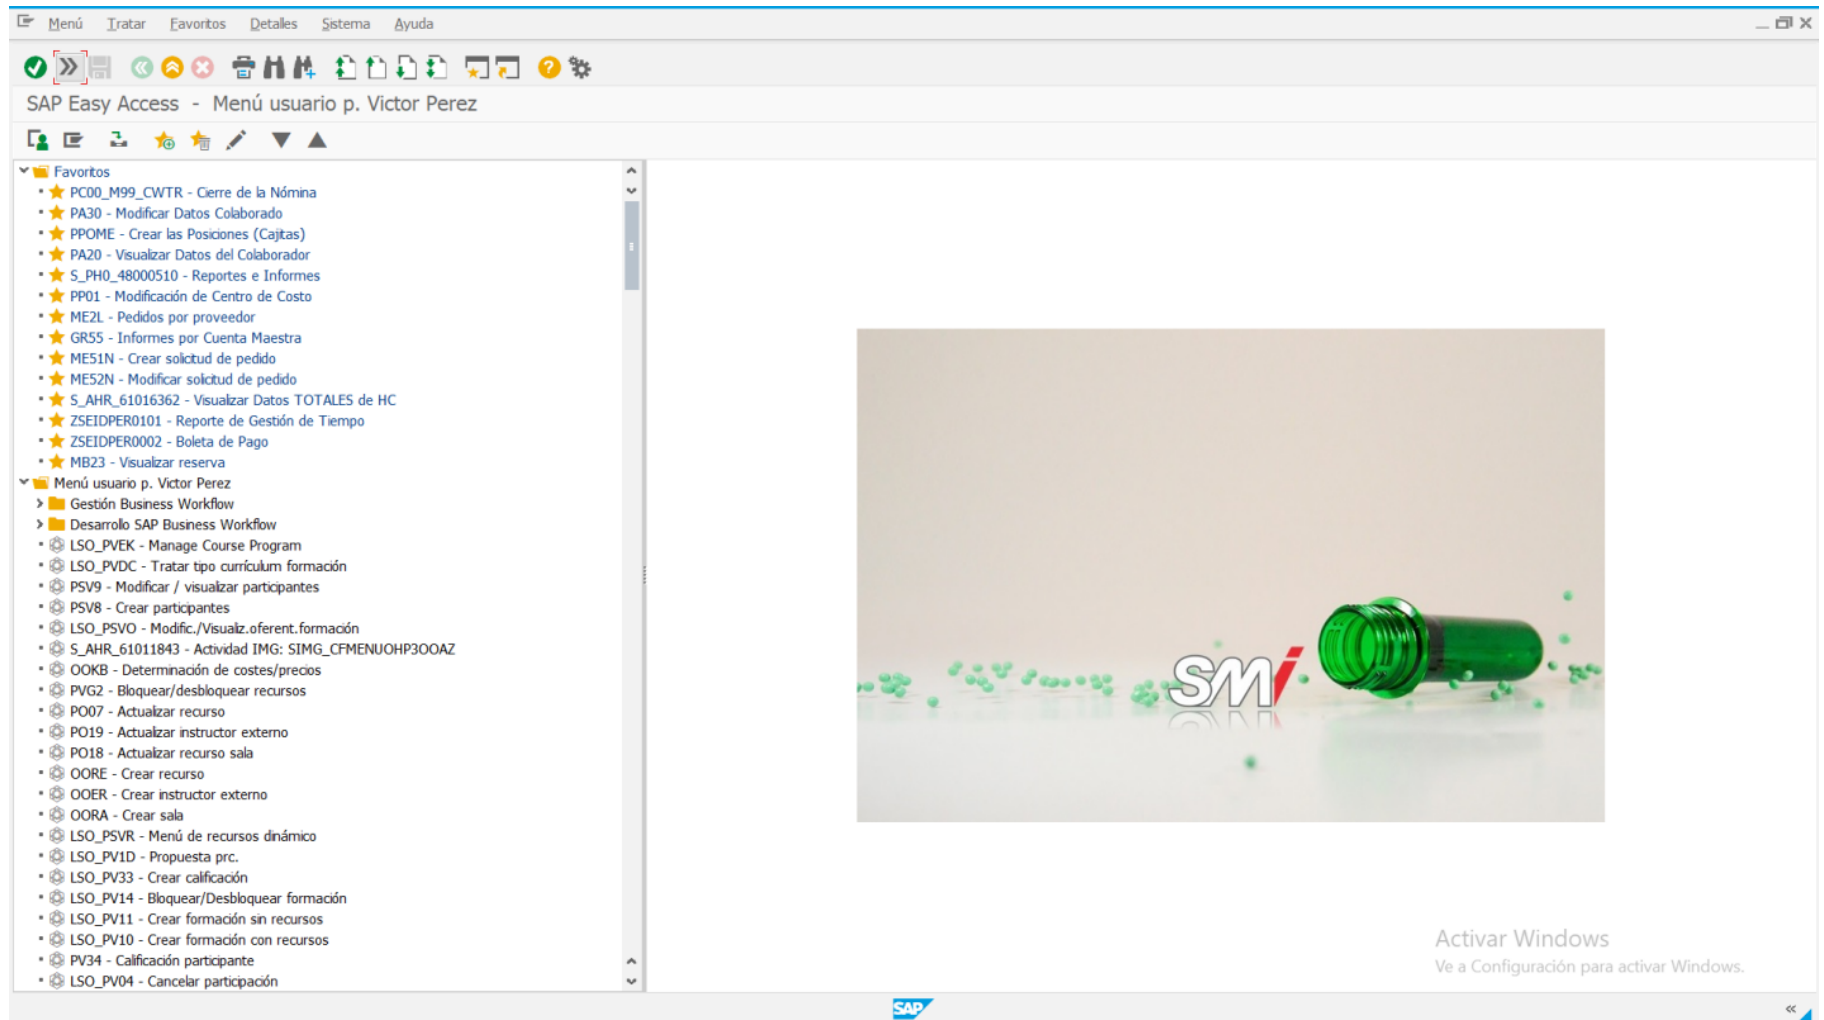 Menú Tratar Favoritos Detalles Sistema Ayuda
SAP Easy Access - Menú usuario p. Victor Perez
Favoritos
PC00_M99_CWTR - Cierre de la Nómina
PA30 - Modificar Datos Colaborado
PPOME - Crear las Posiciones (Cajitas)
PA20 - Visualizar Datos del Colaborador
S_PH0_48000510 - Reportes e Informes
PP01 - Modificación de Centro de Costo
ME2L - Pedidos por proveedor
GR55 - Informes por Cuenta Maestra
ME51N - Crear solicitud de pedido
ME52N - Modificar solicitud de pedido
S_AHR_61016362 - Visualizar Datos TOTALES de HC
ZSEIDPER0101 - Reporte de Gestión de Tiempo
ZSEIDPER0002 - Boleta de Pago
MB23 - Visualizar reserva
Menú usuario p. Victor Perez
Gestión Business Workflow
Desarrollo SAP Business Workflow
LSO_PVEK - Manage Course Program
LSO_PVDC - Tratar tipo currículum formación
PSV9 - Modificar / visualizar participantes
PSV8 - Crear participantes
LSO_PSVO - Modific./Visualiz.oferent.formación
S_AHR_61011843 - Actividad IMG: SIMG_CFMENUOHP3OOAZ
OOKB - Determinación de costes/precios
PVG2 - Bloquear/desbloquear recursos
PO07 - Actualizar recurso
PO19 - Actualizar instructor externo
PO18 - Actualizar recurso sala
OORE - Crear recurso
OOER - Crear instructor externo
OORA - Crear sala
LSO_PSVR - Menú de recursos dinámico
LSO_PV1D - Propuesta prc.
LSO_PV33 - Crear calificación
LSO_PV14 - Bloquear/Desbloquear formación
LSO_PV11 - Crear formación sin recursos
LSO_PV10 - Crear formación con recursos
PV34 - Calificación participante
LSO_PV04 - Cancelar participación
SMi
Activar Windows
Ve a Configuración para activar Windows.
SAP